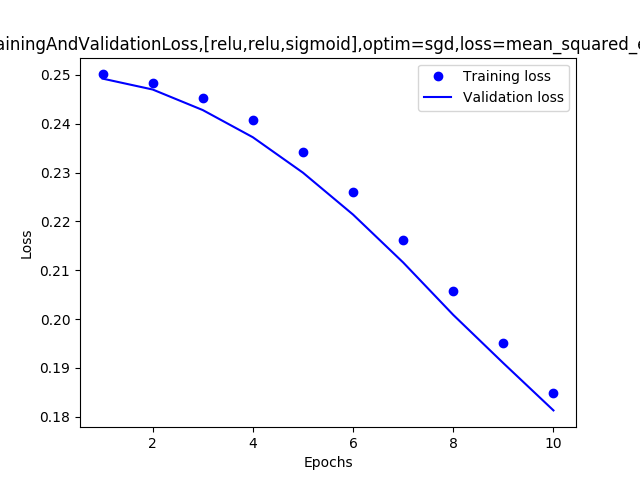 ainingAndValidationLoss,[relu,relu,sigmoid],optim=sgd,loss=mean_squared_e
Training loss
Validation loss
0.25
0.24
0.23
0.22
0.21
0.20
0.19
0.18
Loss
2 4 6 8 10
Epochs